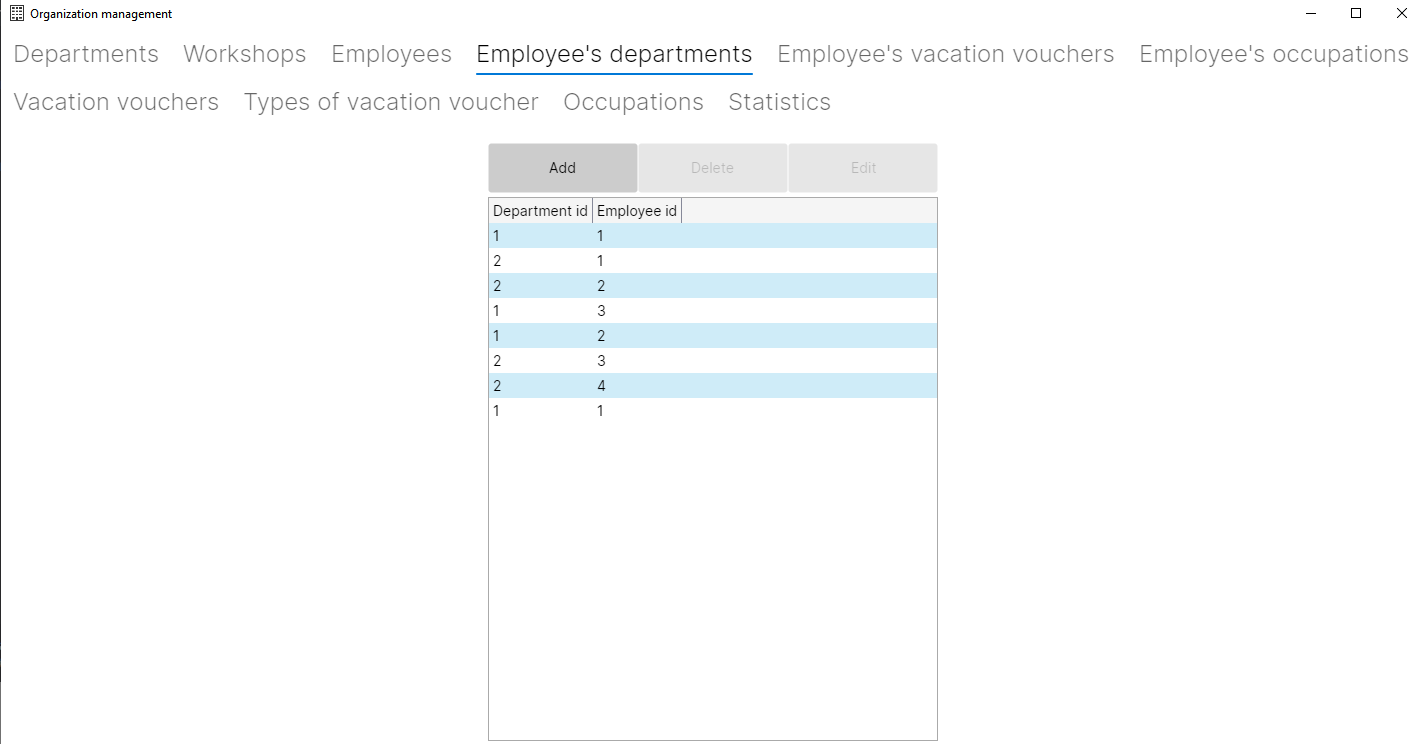 Organization management
Departments Workshops Employees Employee's departments Employee's vacation vouchers Employee's occupations
Vacation vouchers Types of vacation voucher Occupations Statistics
Add Delete Edit
Department id Employee id
1 1
2 1
2 2
1 3
1 2
2 3
2 4
1 1